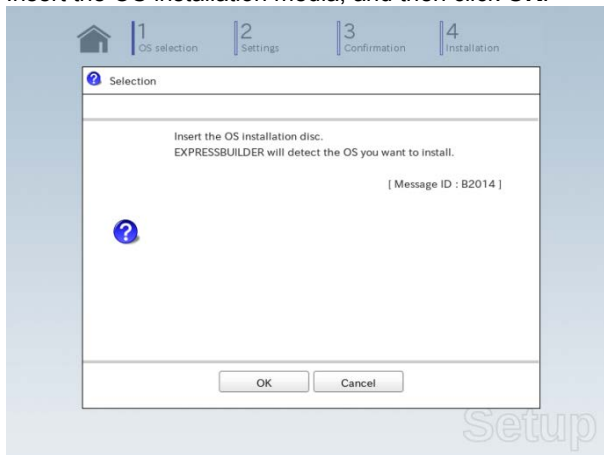 Insert the OS installation media, and then click OK.
1 OS selection
2 Settings
3 Confirmation
4 Installation
Selection
Insert the OS installation disc.
EXPRESSBUILDER will detect the OS you want to install.
[ Message ID : B2014 ]
OK Cancel
Setup